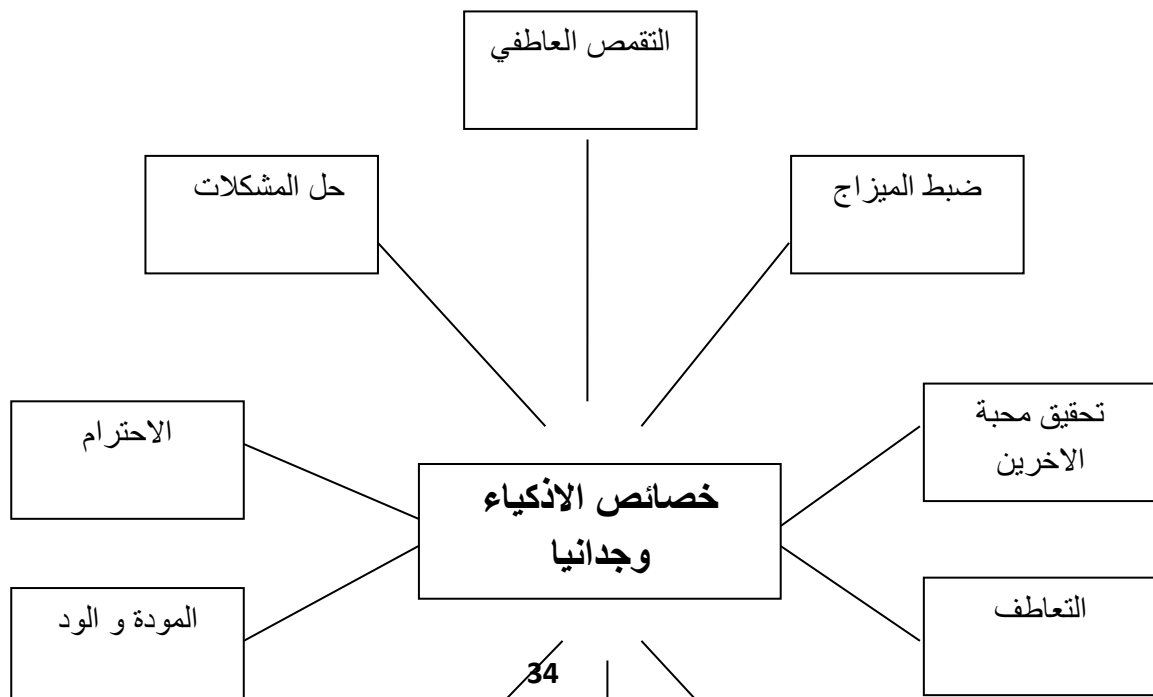 التقمص العاطفي
ضبط الميزاج
حل المشكلات
تحقيق محبة
الاخرين
الاحترام
خصائص الاذكياء
وجدانيا
التعاطف
المودة و الود
34